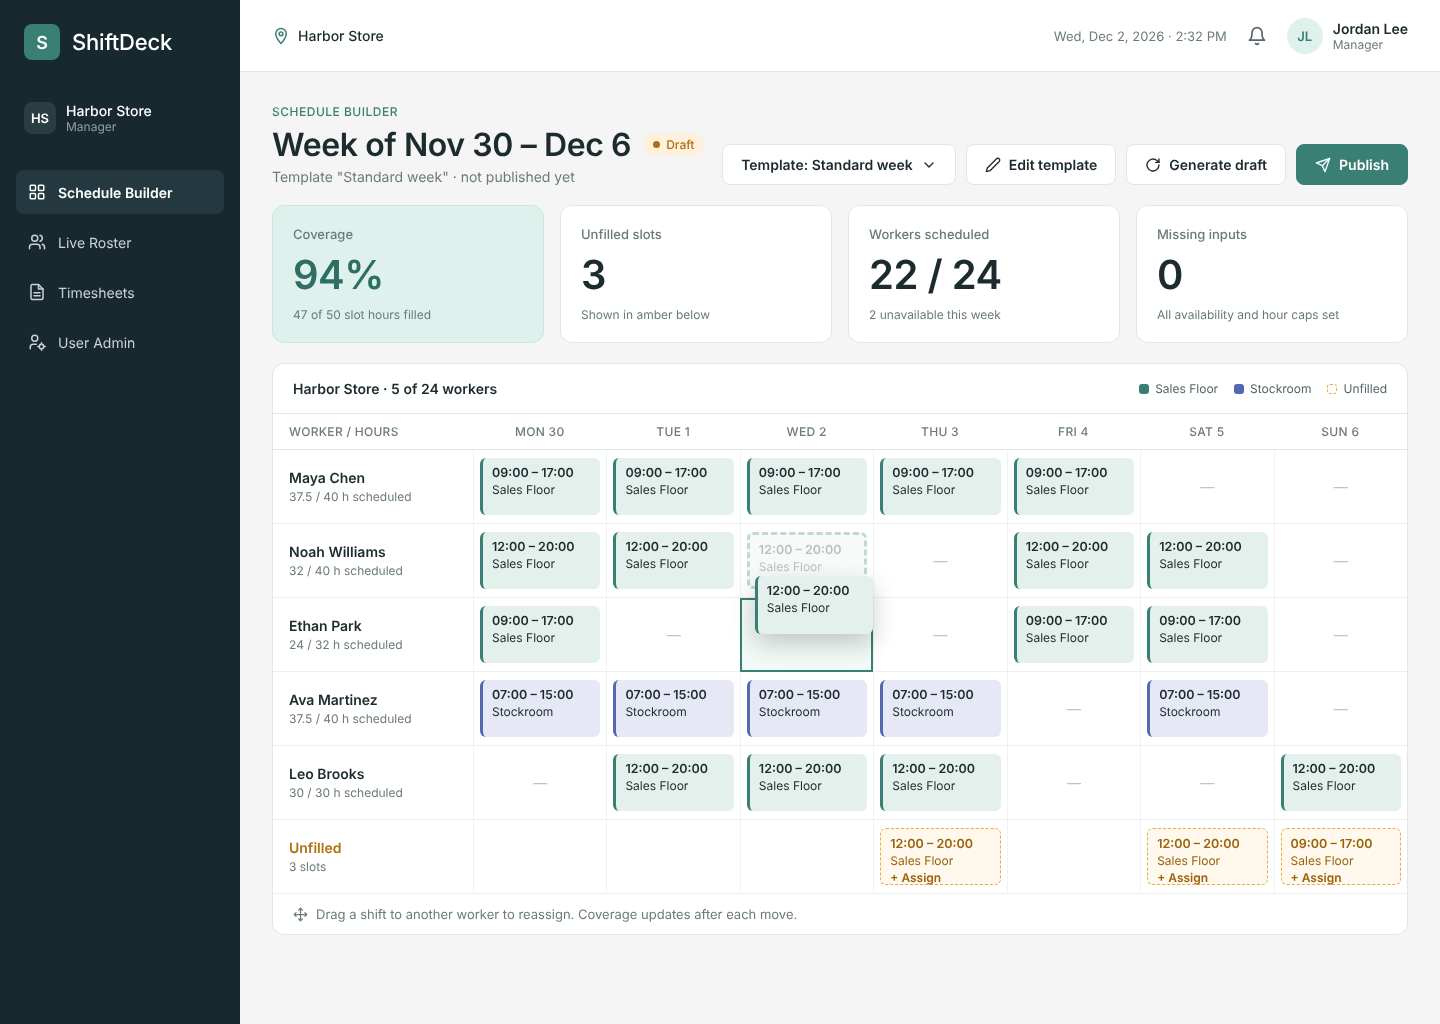 S ShiftDeck
HS Harbor Store
Manager
Schedule Builder
Live Roster
Timesheets
User Admin
Harbor Store
Wed, Dec 2, 2026 · 2:32 PM
JL
Jordan Lee
Manager
SCHEDULE BUILDER
Week of Nov 30 – Dec 6
Draft
Template "Standard week" · not published yet
Template: Standard week
Edit template
Generate draft
Publish
Coverage
94%
47 of 50 slot hours filled
Unfilled slots
3
Shown in amber below
Workers scheduled
22 / 24
2 unavailable this week
Missing inputs
0
All availability and hour caps set
Harbor Store · 5 of 24 workers
Sales Floor Stockroom Unfilled
WORKER / HOURS MON 30 TUE 1 WED 2 THU 3 FRI 4 SAT 5 SUN 6
Maya Chen
37.5 / 40 h scheduled
09:00 – 17:00
Sales Floor
09:00 – 17:00
Sales Floor
09:00 – 17:00
Sales Floor
09:00 – 17:00
Sales Floor
09:00 – 17:00
Sales Floor
—
—
Noah Williams
32 / 40 h scheduled
12:00 – 20:00
Sales Floor
12:00 – 20:00
Sales Floor
12:00 – 20:00
Sales Floor
—
12:00 – 20:00
Sales Floor
12:00 – 20:00
Sales Floor
—
12:00 – 20:00
Sales Floor
Ethan Park
24 / 32 h scheduled
09:00 – 17:00
Sales Floor
—
—
09:00 – 17:00
Sales Floor
09:00 – 17:00
Sales Floor
—
Ava Martinez
37.5 / 40 h scheduled
07:00 – 15:00
Stockroom
07:00 – 15:00
Stockroom
07:00 – 15:00
Stockroom
07:00 – 15:00
Stockroom
—
07:00 – 15:00
Stockroom
—
Leo Brooks
30 / 30 h scheduled
—
12:00 – 20:00
Sales Floor
12:00 – 20:00
Sales Floor
12:00 – 20:00
Sales Floor
—
—
12:00 – 20:00
Sales Floor
Unfilled
3 slots
12:00 – 20:00
Sales Floor
+ Assign
12:00 – 20:00
Sales Floor
+ Assign
09:00 – 17:00
Sales Floor
+ Assign
Drag a shift to another worker to reassign. Coverage updates after each move.